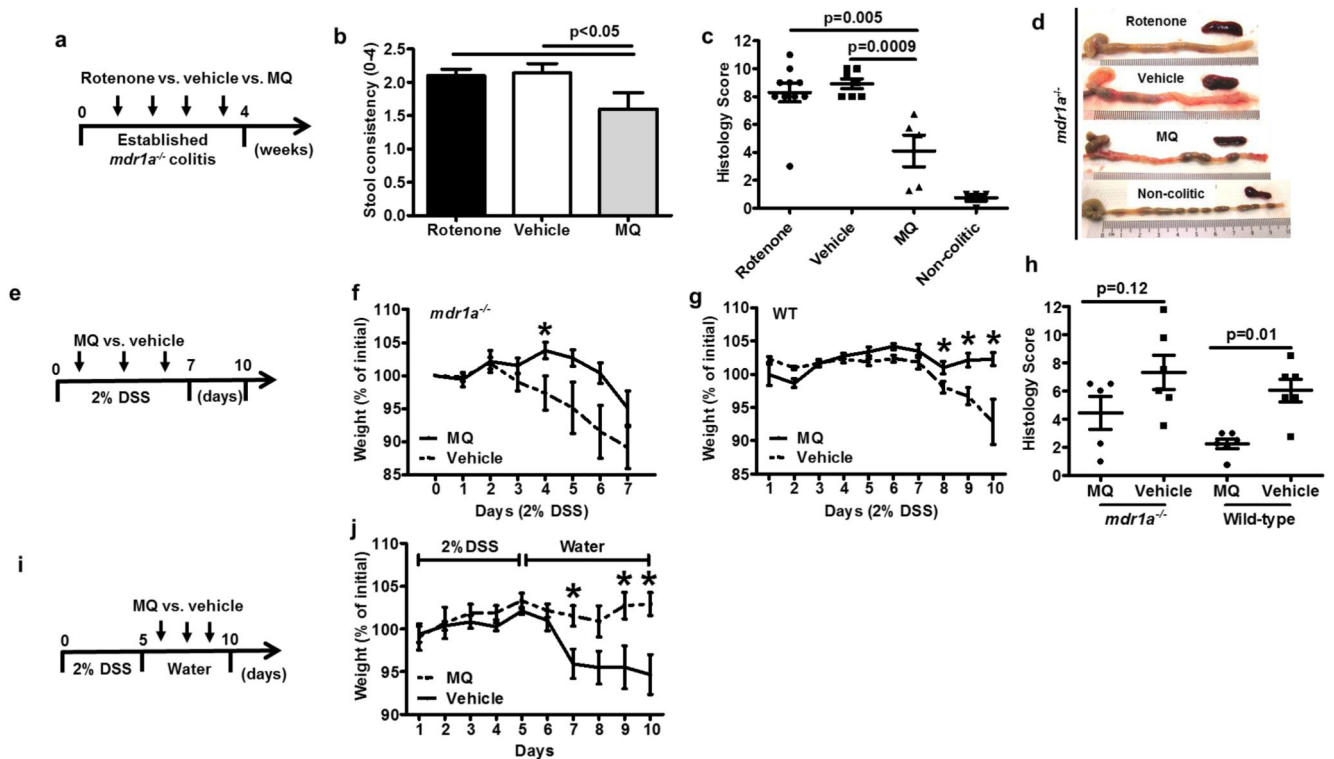 a
Rotenone vs. vehicle vs. MQ
0
4
Established
mdr1a-/- colitis
(weeks)
b
p<0.05
Stool consistency (0-4)
2.5
2.0
1.5
1.0
0.5
0.0
Rotenone Vehicle MQ
c
p=0.005
p=0.0009
Histology Score
12
10
8
6
4
2
0
Rotenone
Vehicle
MQ
Non-colitic
d
mdr1a-/-
Rotenone
Vehicle
MQ
Non-colitic
e
MQ vs. vehicle
0 7 10
2% DSS (days)
f
mdr1a-/-
*
Weight (% of initial)
110
105
100
95
90
85
MQ
Vehicle
0 1 2 3 4 5 6 7
Days (2% DSS)
g
WT
* * *
Weight (% of initial)
110
105
100
95
90
85
MQ
Vehicle
1 2 3 4 5 6 7 8 9 10
Days (2% DSS)
h
p=0.12
p=0.01
Histology Score
12
10
8
6
4
2
0
MQ Vehicle MQ Vehicle
mdr1a-/- Wild-type
i
MQ vs. vehicle
0 5 10
2% DSS Water (days)
j
2% DSS Water
* * *
Weight (% of initial)
110
105
100
95
90
MQ
Vehicle
1 2 3 4 5 6 7 8 9 10
Days